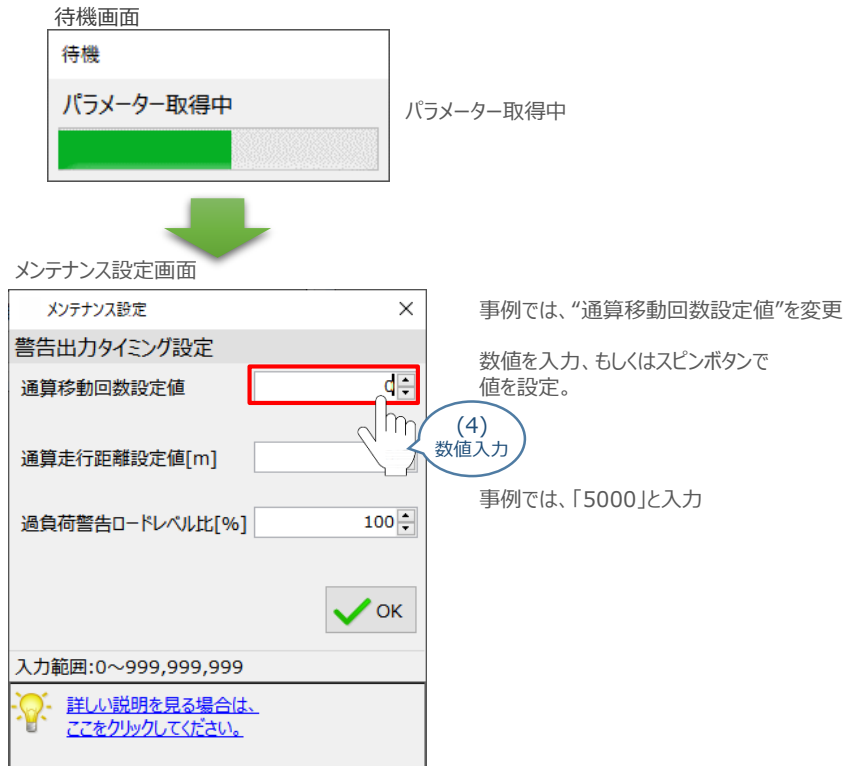 待機画面
待機
パラメーター取得中
パラメーター取得中
メンテナンス設定画面
メンテナンス設定
警告出力タイミング設定
通算移動回数設定値
0
通算走行距離設定値[m]
過負荷警告ロードレベル比[%]
100
OK
入力範囲:0～999,999,999
詳しい説明を見る場合は、
ここをクリックしてください。
(4)
数値入力
事例では、“通算移動回数設定値”を変更
数値を入力、もしくはスピンボタンで
値を設定。
事例では、「5000」と入力